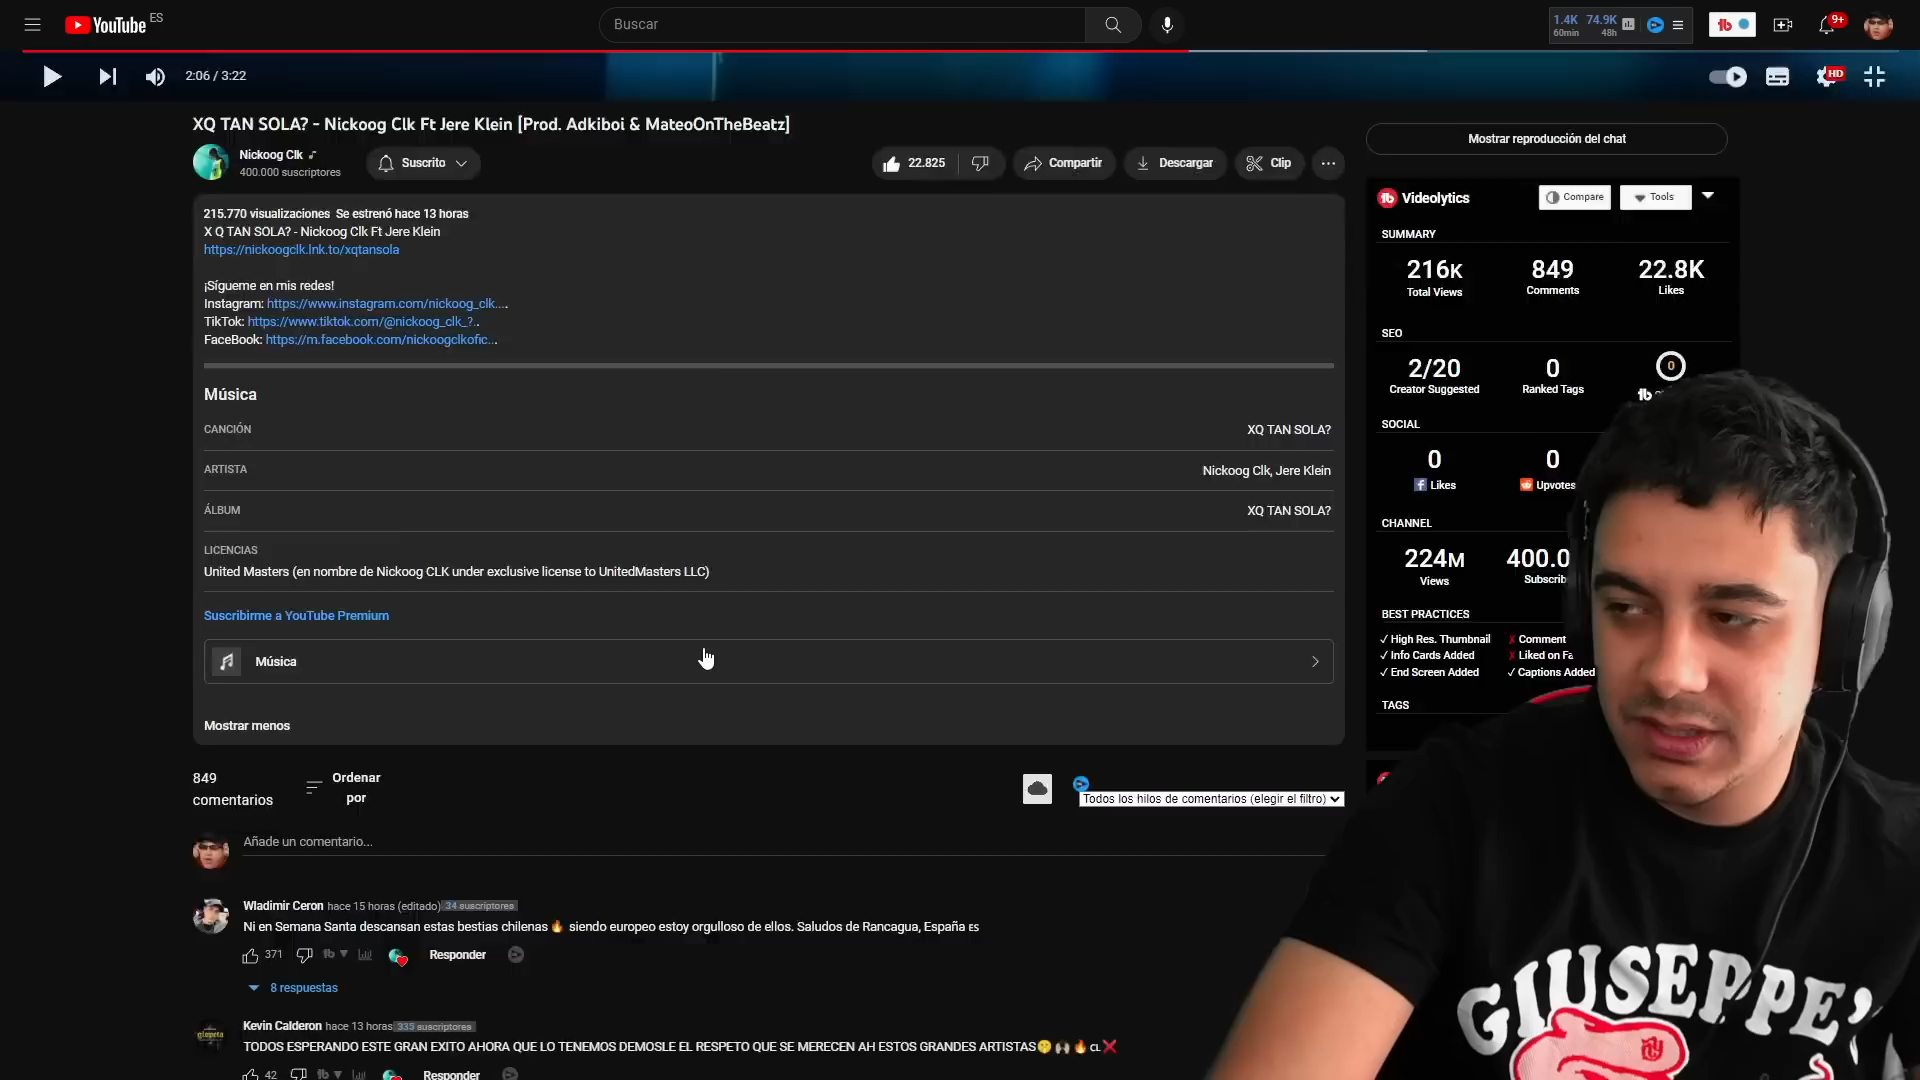 YouTube ES
Buscar
1.4K 74.9K
60min 48h
9+
2:06 / 3:22
HD
XQ TAN SOLA? - Nickoog Clk Ft Jere Klein [Prod. Adkiboi & MateoOnTheBeatz]
Nickoog Clk
400.000 suscriptores
Suscrito
22.825
Compartir
Descargar
Clip
215.770 visualizaciones Se estrenó hace 13 horas
X Q TAN SOLA? - Nickoog Clk Ft Jere Klein
https://nickoogclk.lnk.to/xqtansola
¡Sígueme en mis redes!
Instagram: https://www.instagram.com/nickoog_clk....
TikTok: https://www.tiktok.com/@nickoog_clk_?..
FaceBook: https://m.facebook.com/nickoogclkofic...
Música
CANCIÓN
XQ TAN SOLA?
ARTISTA
Nickoog Clk, Jere Klein
ÁLBUM
XQ TAN SOLA?
LICENCIAS
United Masters (en nombre de Nickoog CLK under exclusive license to UnitedMasters LLC)
Suscribirme a YouTube Premium
Música
Mostrar menos
849
comentarios
Ordenar
por
Todos los hilos de comentarios (elegir el filtro)
Añade un comentario...
Wladimir Ceron hace 15 horas (editado) 34 suscriptores
Ni en Semana Santa descansan estas bestias chilenas🔥 siendo europeo estoy orgulloso de ellos. Saludos de Rancagua, España ES
371
Responder
8 respuestas
Kevin Calderon hace 13 horas 335 suscriptores
TODOS ESPERANDO ESTE GRAN EXITO AHORA QUE LO TENEMOS DEMOSLE EL RESPETO QUE SE MERECEN AH ESTOS GRANDES ARTISTAS🤫🙌🏻🔥CL❌
42
Responder
Mostrar reproducción del chat
Videolytics
Compare
Tools
SUMMARY
216K 849 22.8K
Total Views Comments Likes
SEO
2/20 0 0
Creator Suggested Ranked Tags
SOCIAL
0 0
Likes Upvotes
CHANNEL
224M 400.0
Views Subscrib
BEST PRACTICES
✓ High Res. Thumbnail ✗ Comment
✓ Info Cards Added ✗ Liked on Fa
✓ End Screen Added ✓ Captions Added
TAGS
GIUSEPPE'